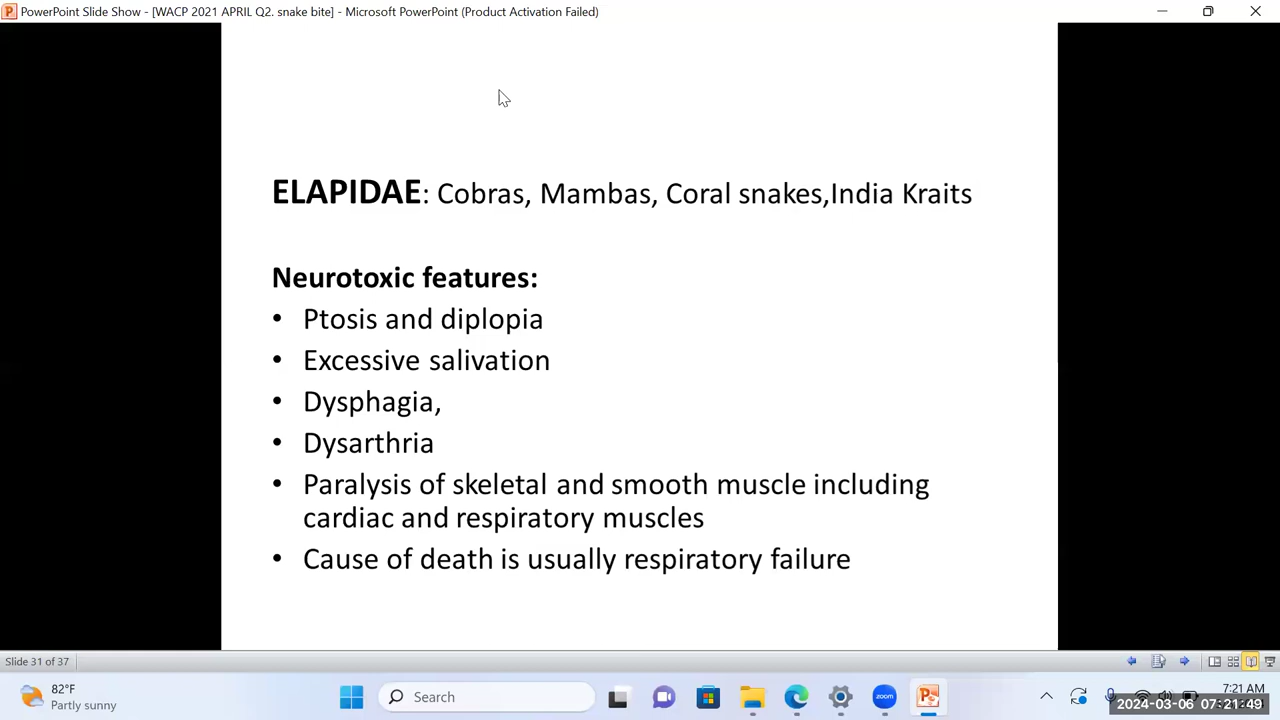 PowerPoint Slide Show - [WACP 2021 APRIL Q2. snake bite] - Microsoft PowerPoint (Product Activation Failed)
ELAPIDAE: Cobras, Mambas, Coral snakes,India Kraits
Neurotoxic features:
• Ptosis and diplopia
• Excessive salivation
• Dysphagia,
• Dysarthria
• Paralysis of skeletal and smooth muscle including
cardiac and respiratory muscles
• Cause of death is usually respiratory failure
Slide 31 of 37
82°F
Partly sunny
Search
zoom
7:21 AM
2024-03-06 07:21:49